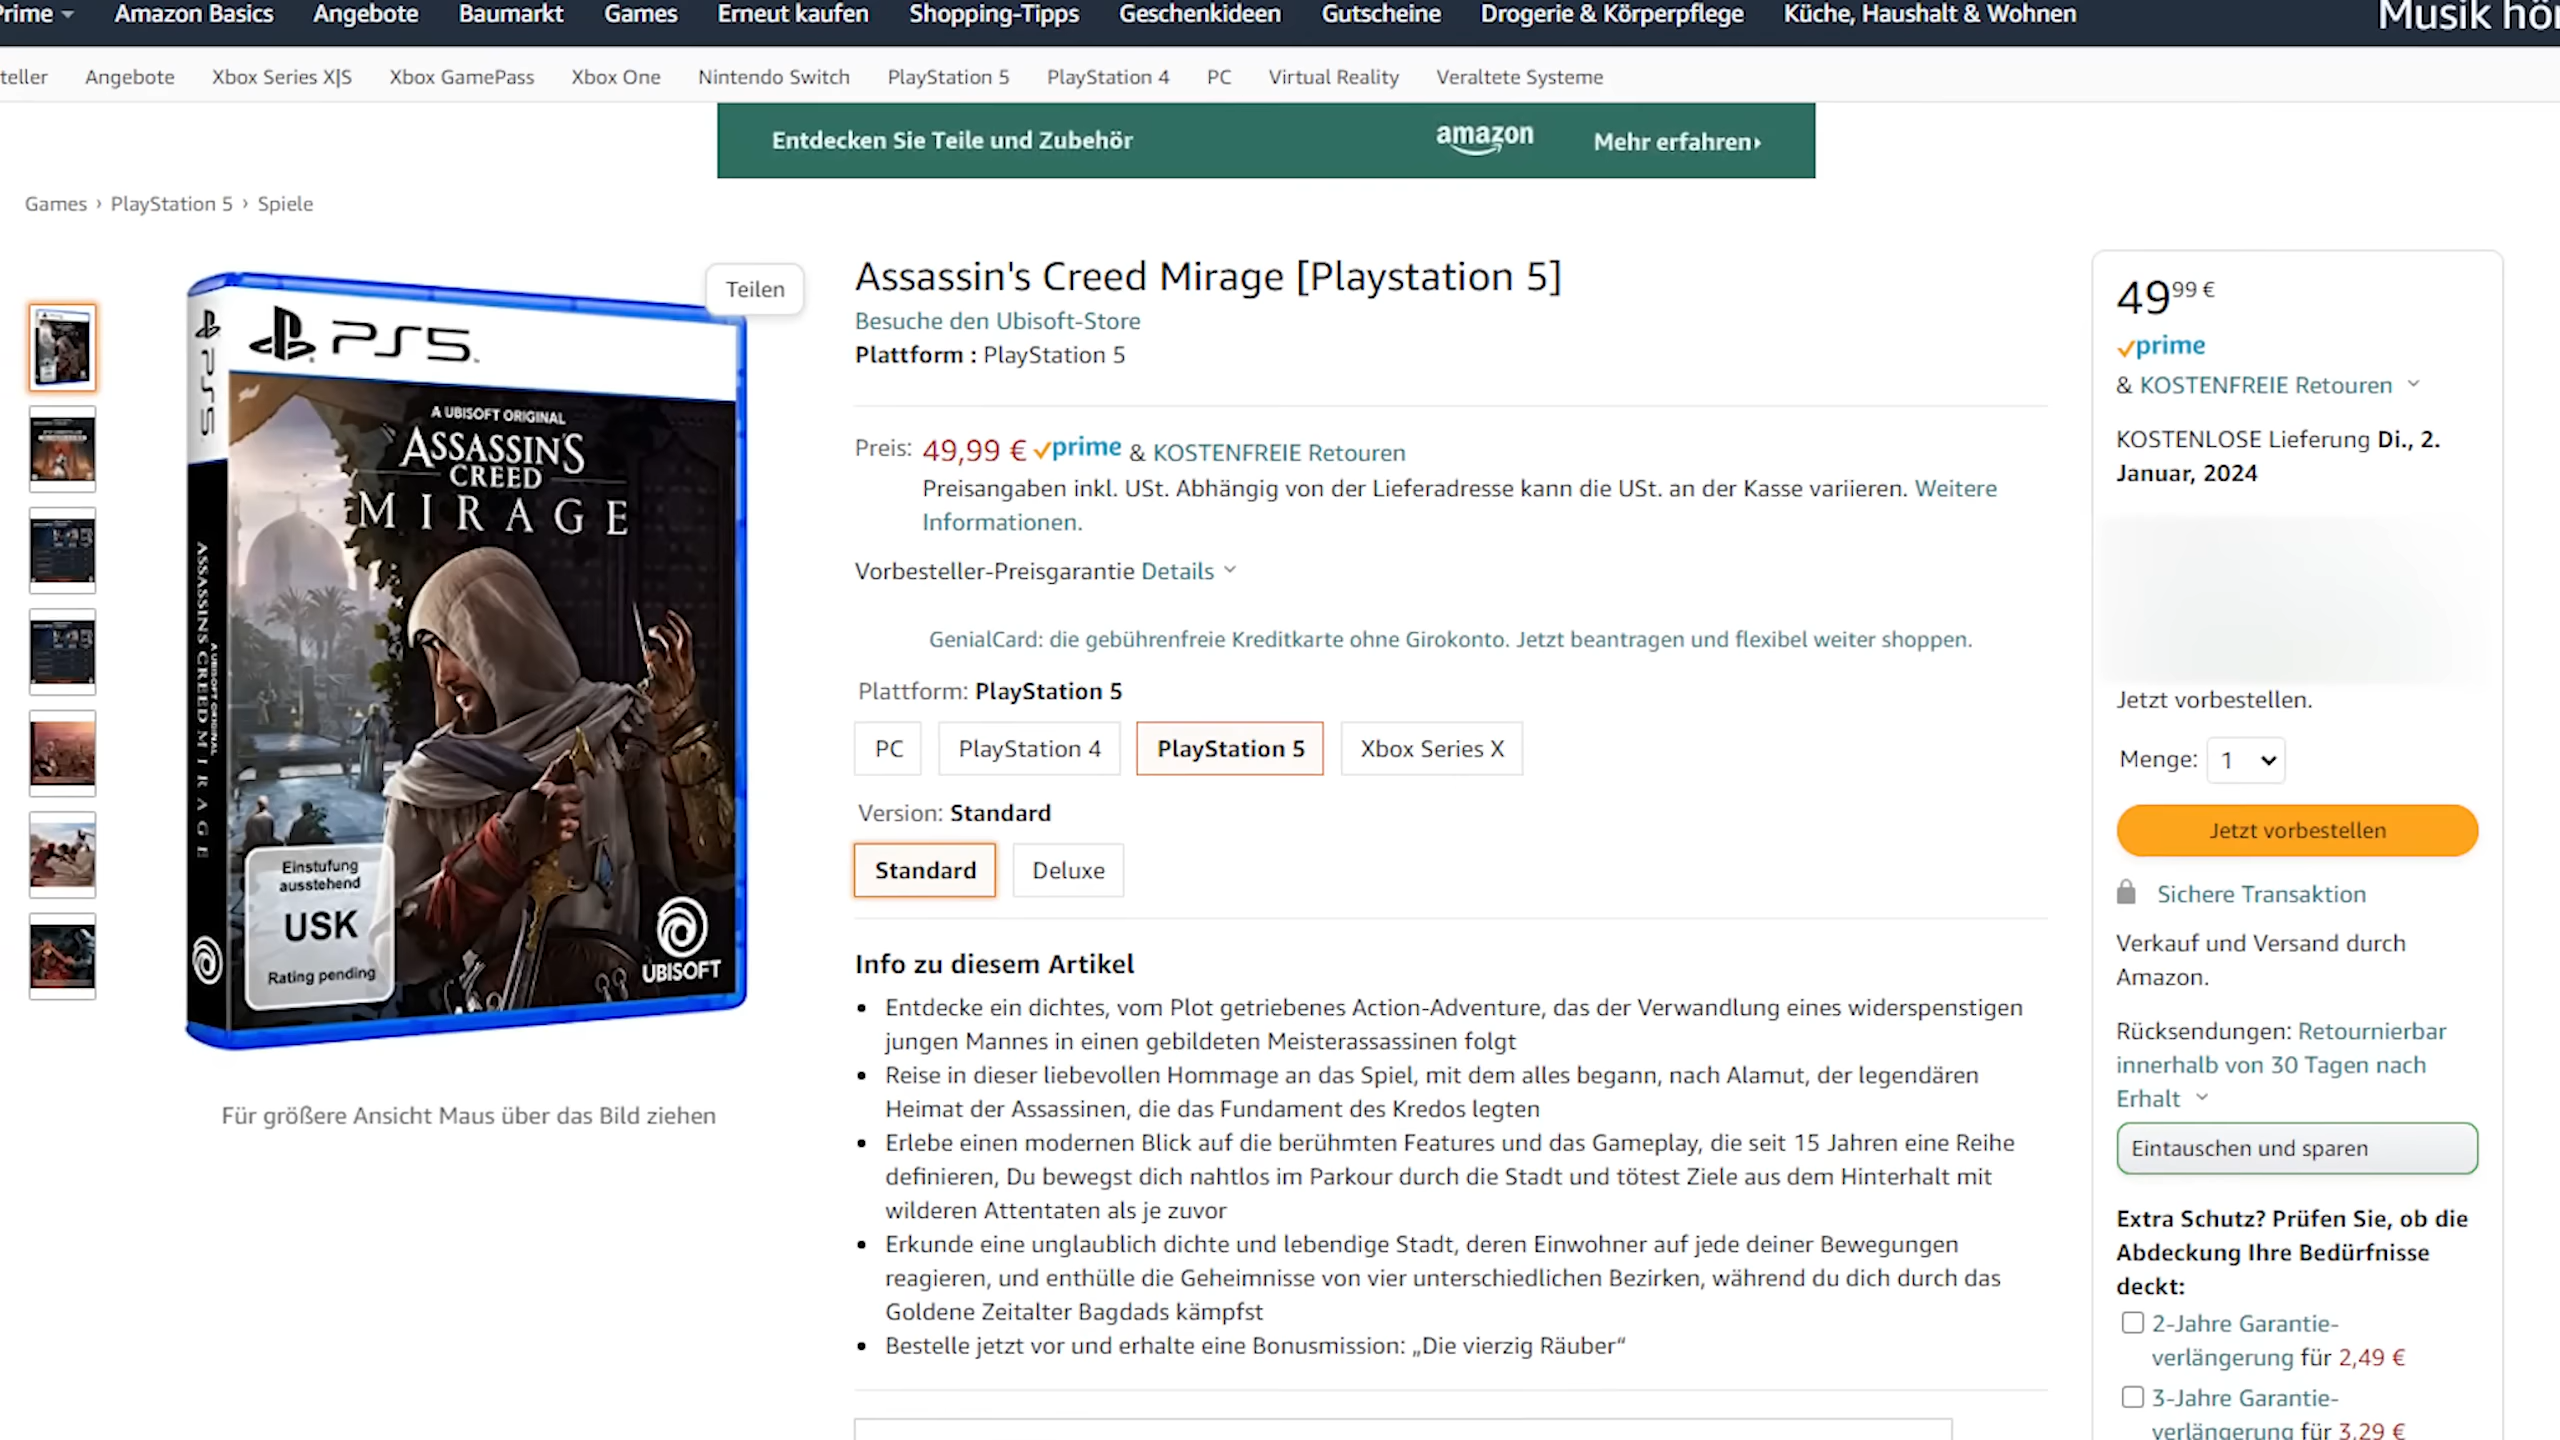 Prime
Amazon Basics
Angebote
Baumarkt
Games
Erneut kaufen
Shopping-Tipps
Geschenkideen
Gutscheine
Drogerie & Körperpflege
Küche, Haushalt & Wohnen
Musik hör
teller
Angebote
Xbox Series X|S
Xbox GamePass
Xbox One
Nintendo Switch
PlayStation 5
PlayStation 4
PC
Virtual Reality
Veraltete Systeme
Entdecken Sie Teile und Zubehör
amazon
Mehr erfahren
Games › PlayStation 5 › Spiele
Teilen
PS5
PS5
A UBISOFT ORIGINAL
ASSASSIN'S
CREED
MIRAGE
A UBISOFT ORIGINAL
ASSASSIN'S CREED MIRAGE
Einstufung
ausstehend
USK
Rating pending
UBISOFT
Für größere Ansicht Maus über das Bild ziehen
Assassin's Creed Mirage [Playstation 5]
Besuche den Ubisoft-Store
Plattform : PlayStation 5
Preis: 49,99 € prime & KOSTENFREIE Retouren
Preisangaben inkl. USt. Abhängig von der Lieferadresse kann die USt. an der Kasse variieren. Weitere
Informationen.
Vorbesteller-Preisgarantie Details
GenialCard: die gebührenfreie Kreditkarte ohne Girokonto. Jetzt beantragen und flexibel weiter shoppen.
Plattform: PlayStation 5
PC
PlayStation 4
PlayStation 5
Xbox Series X
Version: Standard
Standard
Deluxe
Info zu diesem Artikel
• Entdecke ein dichtes, vom Plot getriebenes Action-Adventure, das der Verwandlung eines widerspenstigen
jungen Mannes in einen gebildeten Meisterassassinen folgt
• Reise in dieser liebevollen Hommage an das Spiel, mit dem alles begann, nach Alamut, der legendären
Heimat der Assassinen, die das Fundament des Kredos legten
• Erlebe einen modernen Blick auf die berühmten Features und das Gameplay, die seit 15 Jahren eine Reihe
definieren, Du bewegst dich nahtlos im Parkour durch die Stadt und tötest Ziele aus dem Hinterhalt mit
wilderen Attentaten als je zuvor
• Erkunde eine unglaublich dichte und lebendige Stadt, deren Einwohner auf jede deiner Bewegungen
reagieren, und enthülle die Geheimnisse von vier unterschiedlichen Bezirken, während du dich durch das
Goldene Zeitalter Bagdads kämpfst
• Bestelle jetzt vor und erhalte eine Bonusmission: „Die vierzig Räuber“
49 99 €
prime
& KOSTENFREIE Retouren
KOSTENLOSE Lieferung Di., 2.
Januar, 2024
Jetzt vorbestellen.
Menge: 1
Jetzt vorbestellen
Sichere Transaktion
Verkauf und Versand durch
Amazon.
Rücksendungen: Retournierbar
innerhalb von 30 Tagen nach
Erhalt
Eintauschen und sparen
Extra Schutz? Prüfen Sie, ob die
Abdeckung Ihre Bedürfnisse
deckt:
2-Jahre Garantie-
verlängerung für 2,49 €
3-Jahre Garantie-
verlängerung für 3,29 €